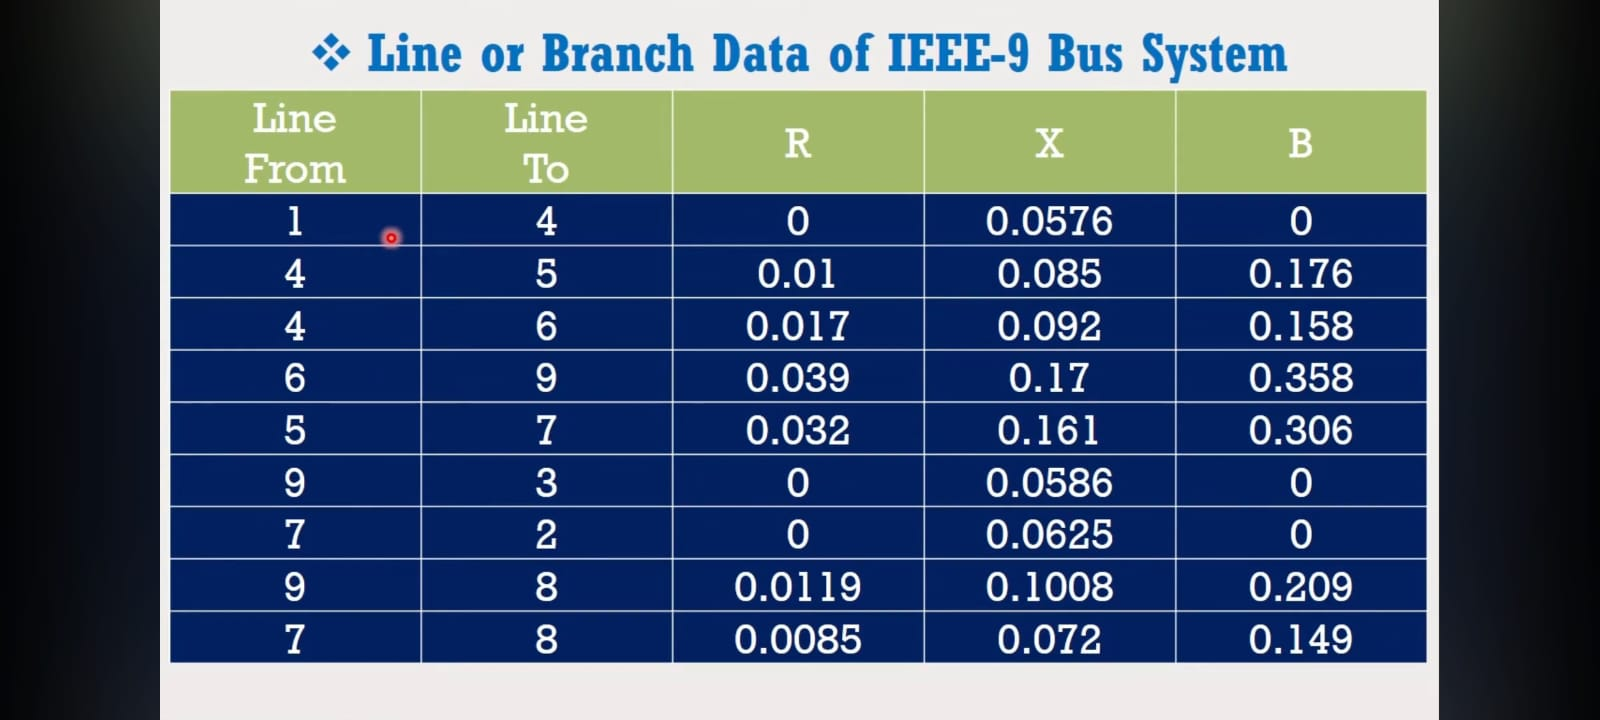 ❖ Line or Branch Data of IEEE-9 Bus System
Line From Line To R X B
1 4 0 0.0576 0
4 5 0.01 0.085 0.176
4 6 0.017 0.092 0.158
6 9 0.039 0.17 0.358
5 7 0.032 0.161 0.306
9 3 0 0.0586 0
7 2 0 0.0625 0
9 8 0.0119 0.1008 0.209
7 8 0.0085 0.072 0.149